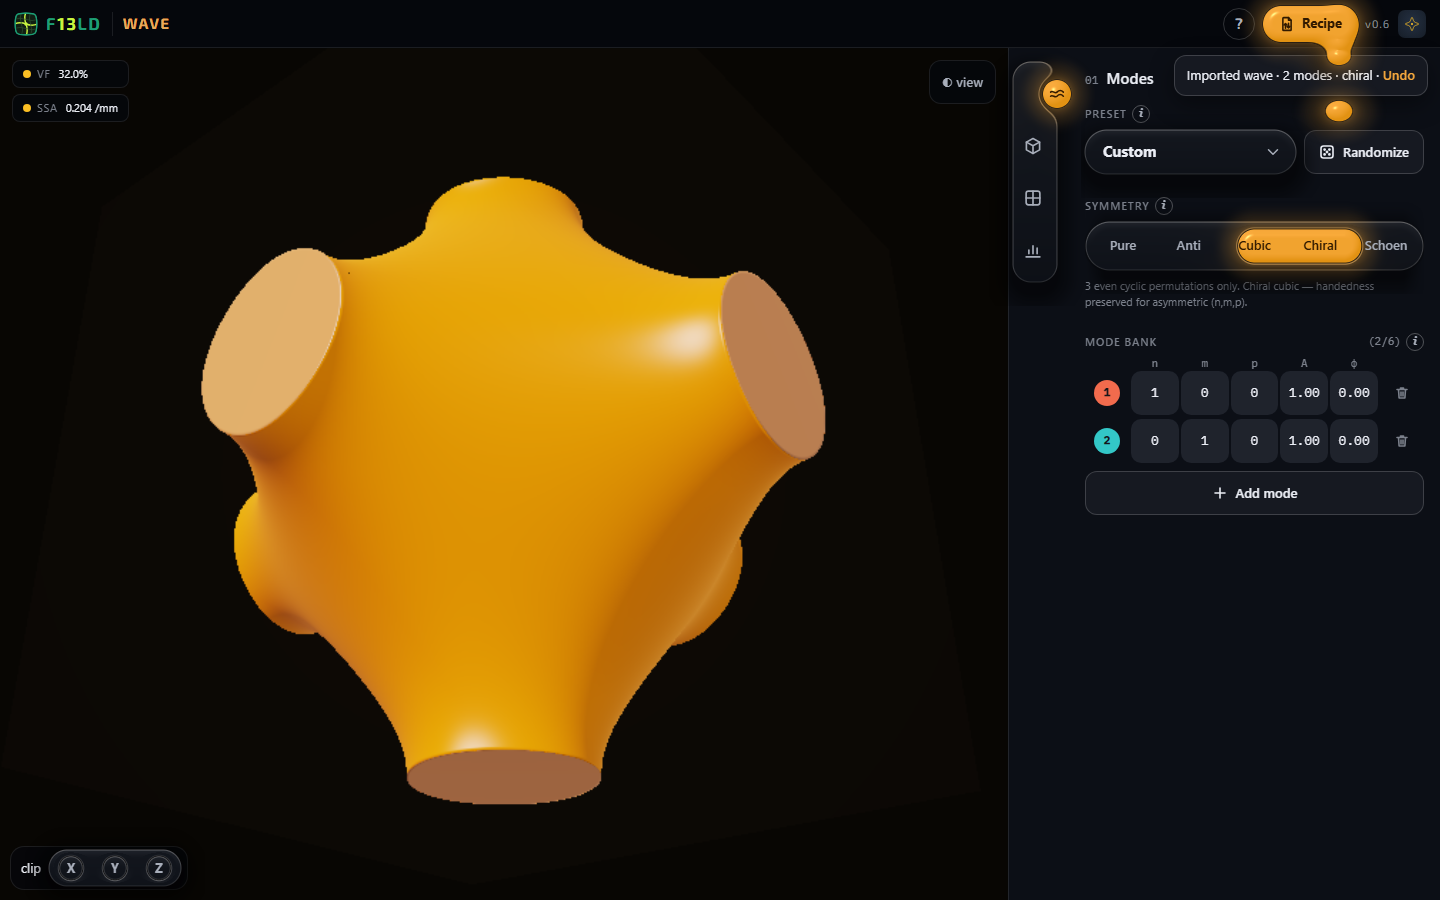 F13LD WAVE
? Recipe v0.6
VF 32.0%
SSA 0.204 /mm
view
01 Modes
Imported wave · 2 modes · chiral · Undo
PRESET i
Custom
Randomize
SYMMETRY i
Pure Anti Cubic Chiral Schoen
3 even cyclic permutations only. Chiral cubic — handedness
preserved for asymmetric (n,m,p).
MODE BANK (2/6) i
n m p A ϕ
1 1 0 0 1.00 0.00
2 0 1 0 1.00 0.00
+ Add mode
clip X Y Z